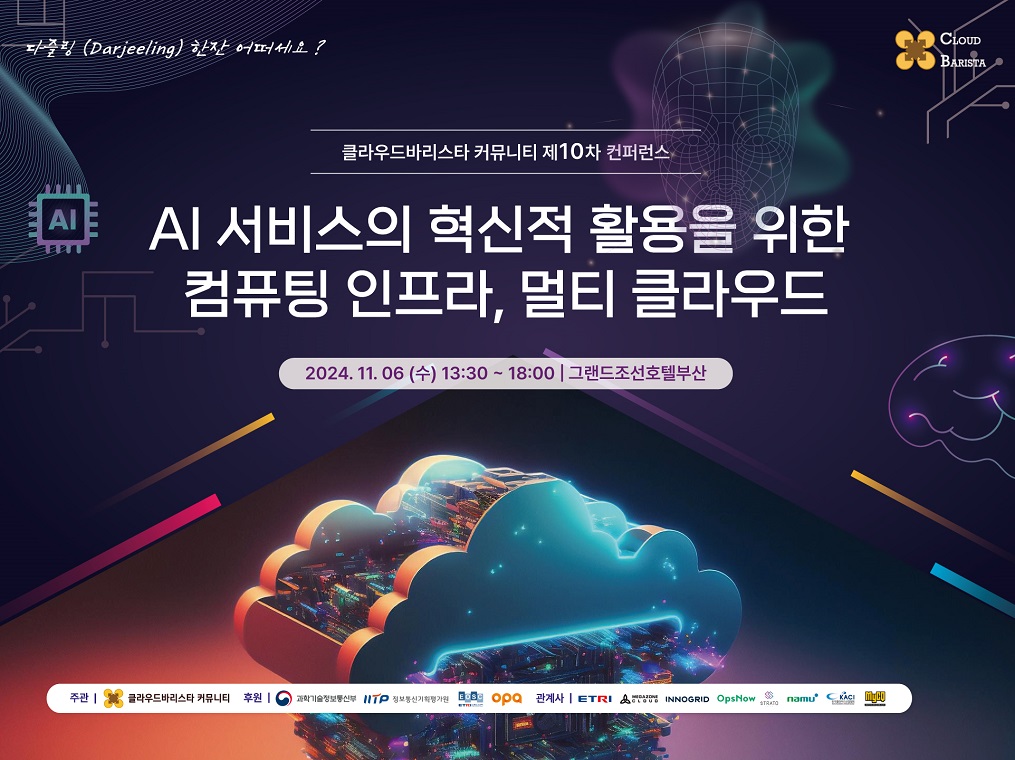 다즐링 (Darjeeling) 한잔 어떠세요 ?
CLOUD
BARISTA
클라우드바리스타 커뮤니티 제10차 컨퍼런스
AI
AI 서비스의 혁신적 활용을 위한
컴퓨팅 인프라, 멀티 클라우드
2024. 11. 06 (수) 13:30 ~ 18:00 | 그랜드조선호텔부산
주관 | 클라우드바리스타 커뮤니티 후원 | 과학기술정보통신부 IITP 정보통신기획평가원 ETRI OPA 관계사 | ETRI MEGAZONE CLOUD INNOGRID OpsNow STRATO namu KACI